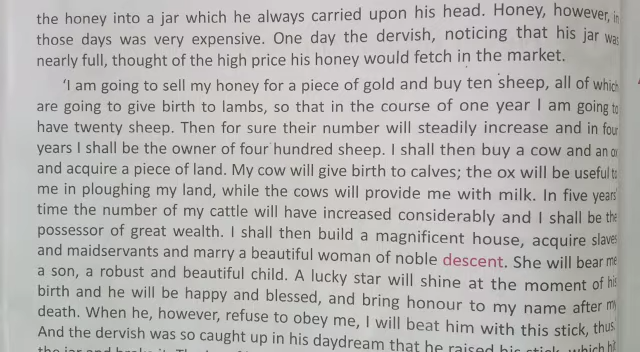 the honey into a jar which he always carried upon his head. Honey, however, in
those days was very expensive. One day the dervish, noticing that his jar was
nearly full, thought of the high price his honey would fetch in the market.
‘I am going to sell my honey for a piece of gold and buy ten sheep, all of which
are going to give birth to lambs, so that in the course of one year I am going to
have twenty sheep. Then for sure their number will steadily increase and in four
years I shall be the owner of four hundred sheep. I shall then buy a cow and an ox
and acquire a piece of land. My cow will give birth to calves; the ox will be useful to
me in ploughing my land, while the cows will provide me with milk. In five years'
time the number of my cattle will have increased considerably and I shall be the
possessor of great wealth. I shall then build a magnificent house, acquire slaves
and maidservants and marry a beautiful woman of noble descent. She will bear me
a son, a robust and beautiful child. A lucky star will shine at the moment of his
birth and he will be happy and blessed, and bring honour to my name after my
death. When he, however, refuse to obey me, I will beat him with this stick, thus.
And the dervish was so caught up in his daydream that he raised his stick, which hit
the jar and broke it.